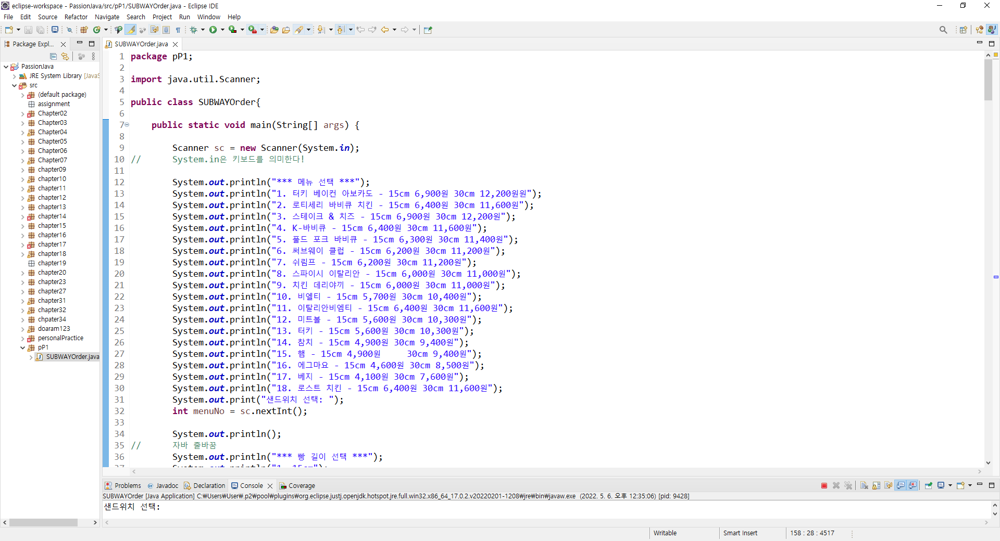 eclipse-workspace - PassionJava/src/pP1/SUBWAYOrder.java - Eclipse IDE
File Edit Source Refactor Navigate Search Project Run Window Help
Package Expl...
PassionJava
JRE System Library [JavaS
src
(default package)
assignment
Chapter02
Chapter03
Chapter04
Chapter05
Chapter06
Chapter07
chapter09
chapter10
chapter11
chapter12
chapter13
chapter14
chapter15
chapter16
chapter17
chapter18
chapter19
chapter20
chapter23
chapter27
chapter31
chapter32
chpater34
doaram123
personalPractice
pP1
SUBWAYOrder.java
SUBWAYOrder.java
1 package pP1;
2
3 import java.util.Scanner;
4
5 public class SUBWAYOrder{
6
7 public static void main(String[] args) {
8
9 Scanner sc = new Scanner(System.in);
10 // System.in은 키보드를 의미한다!
11
12 System.out.println("*** 메뉴 선택 ***");
13 System.out.println("1. 터키 베이컨 아보카도 - 15cm 6,900원 30cm 12,200원원");
14 System.out.println("2. 로티세리 바비큐 치킨 - 15cm 6,400원 30cm 11,600원");
15 System.out.println("3. 스테이크 & 치즈 - 15cm 6,900원 30cm 12,200원");
16 System.out.println("4. K-바비큐 - 15cm 6,400원 30cm 11,600원");
17 System.out.println("5. 풀드 포크 바비큐 - 15cm 6,300원 30cm 11,400원");
18 System.out.println("6. 써브웨이 클럽 - 15cm 6,200원 30cm 11,200원");
19 System.out.println("7. 쉬림프 - 15cm 6,200원 30cm 11,200원");
20 System.out.println("8. 스파이시 이탈리안 - 15cm 6,000원 30cm 11,000원");
21 System.out.println("9. 치킨 데리야끼 - 15cm 6,000원 30cm 11,000원");
22 System.out.println("10. 비엘티 - 15cm 5,700원 30cm 10,400원");
23 System.out.println("11. 이탈리안비엠티 - 15cm 6,400원 30cm 11,600원");
24 System.out.println("12. 미트볼 - 15cm 5,600원 30cm 10,300원");
25 System.out.println("13. 터키 - 15cm 5,600원 30cm 10,300원");
26 System.out.println("14. 참치 - 15cm 4,900원 30cm 9,400원");
27 System.out.println("15. 햄 - 15cm 4,900원     30cm 9,400원");
28 System.out.println("16. 에그마요 - 15cm 4,600원 30cm 8,500원");
29 System.out.println("17. 베지 - 15cm 4,100원 30cm 7,600원");
30 System.out.println("18. 로스트 치킨 - 15cm 6,400원 30cm 11,600원");
31 System.out.print("샌드위치 선택: ");
32 int menuNo = sc.nextInt();
33
34 System.out.println();
35 // 자바 줄바꿈
36 System.out.println("*** 빵 길이 선택 ***");
37 System.out.println("1. 15cm");
Problems Javadoc Declaration Console Coverage
SUBWAYOrder [Java Application] C:₩Users₩User₩.p2₩pool₩plugins₩org.eclipse.justj.openjdk.hotspot.jre.full.win32.x86_64_17.0.2.v20220201-1208₩jre₩bin₩javaw.exe (2022. 5. 6. 오후 12:35:06) [pid: 9428]
샌드위치 선택:
Writable Smart Insert 158 : 28 : 4517